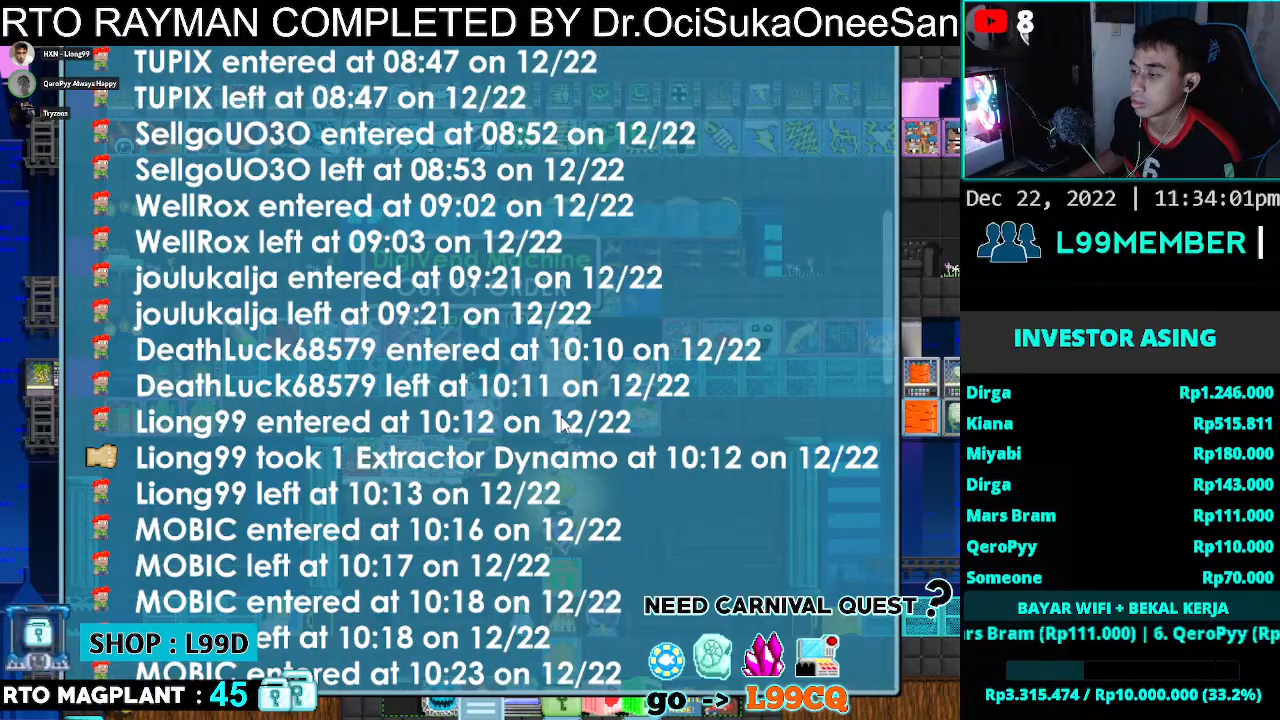 RTO RAYMAN COMPLETED BY Dr.OciSukaOneeSan
HXN - Liong99
QeroPyy Always Happy
Tryzens
TUPIX entered at 08:47 on 12/22
TUPIX left at 08:47 on 12/22
SellgoUO3O entered at 08:52 on 12/22
SellgoUO3O left at 08:53 on 12/22
WellRox entered at 09:02 on 12/22
WellRox left at 09:03 on 12/22
joulukalja entered at 09:21 on 12/22
joulukalja left at 09:21 on 12/22
DeathLuck68579 entered at 10:10 on 12/22
DeathLuck68579 left at 10:11 on 12/22
Liong99 entered at 10:12 on 12/22
Liong99 took 1 Extractor Dynamo at 10:12 on 12/22
Liong99 left at 10:13 on 12/22
MOBIC entered at 10:16 on 12/22
MOBIC left at 10:17 on 12/22
MOBIC entered at 10:18 on 12/22
left at 10:18 on 12/22
MOBIC entered at 10:23 on 12/22
OUT OF ORDER
NEED CARNIVAL QUEST ?
go -> L99CQ
SHOP : L99D
RTO MAGPLANT : 45
8
6
Dec 22, 2022 | 11:34:01pm
L99MEMBER |
INVESTOR ASING
Dirga Rp1.246.000
Kiana Rp515.811
Miyabi Rp180.000
Dirga Rp143.000
Mars Bram Rp111.000
QeroPyy Rp110.000
Someone Rp70.000
BAYAR WIFI + BEKAL KERJA
rs Bram (Rp111.000) | 6. QeroPyy (Rp
Rp3.315.474 / Rp10.000.000 (33.2%)